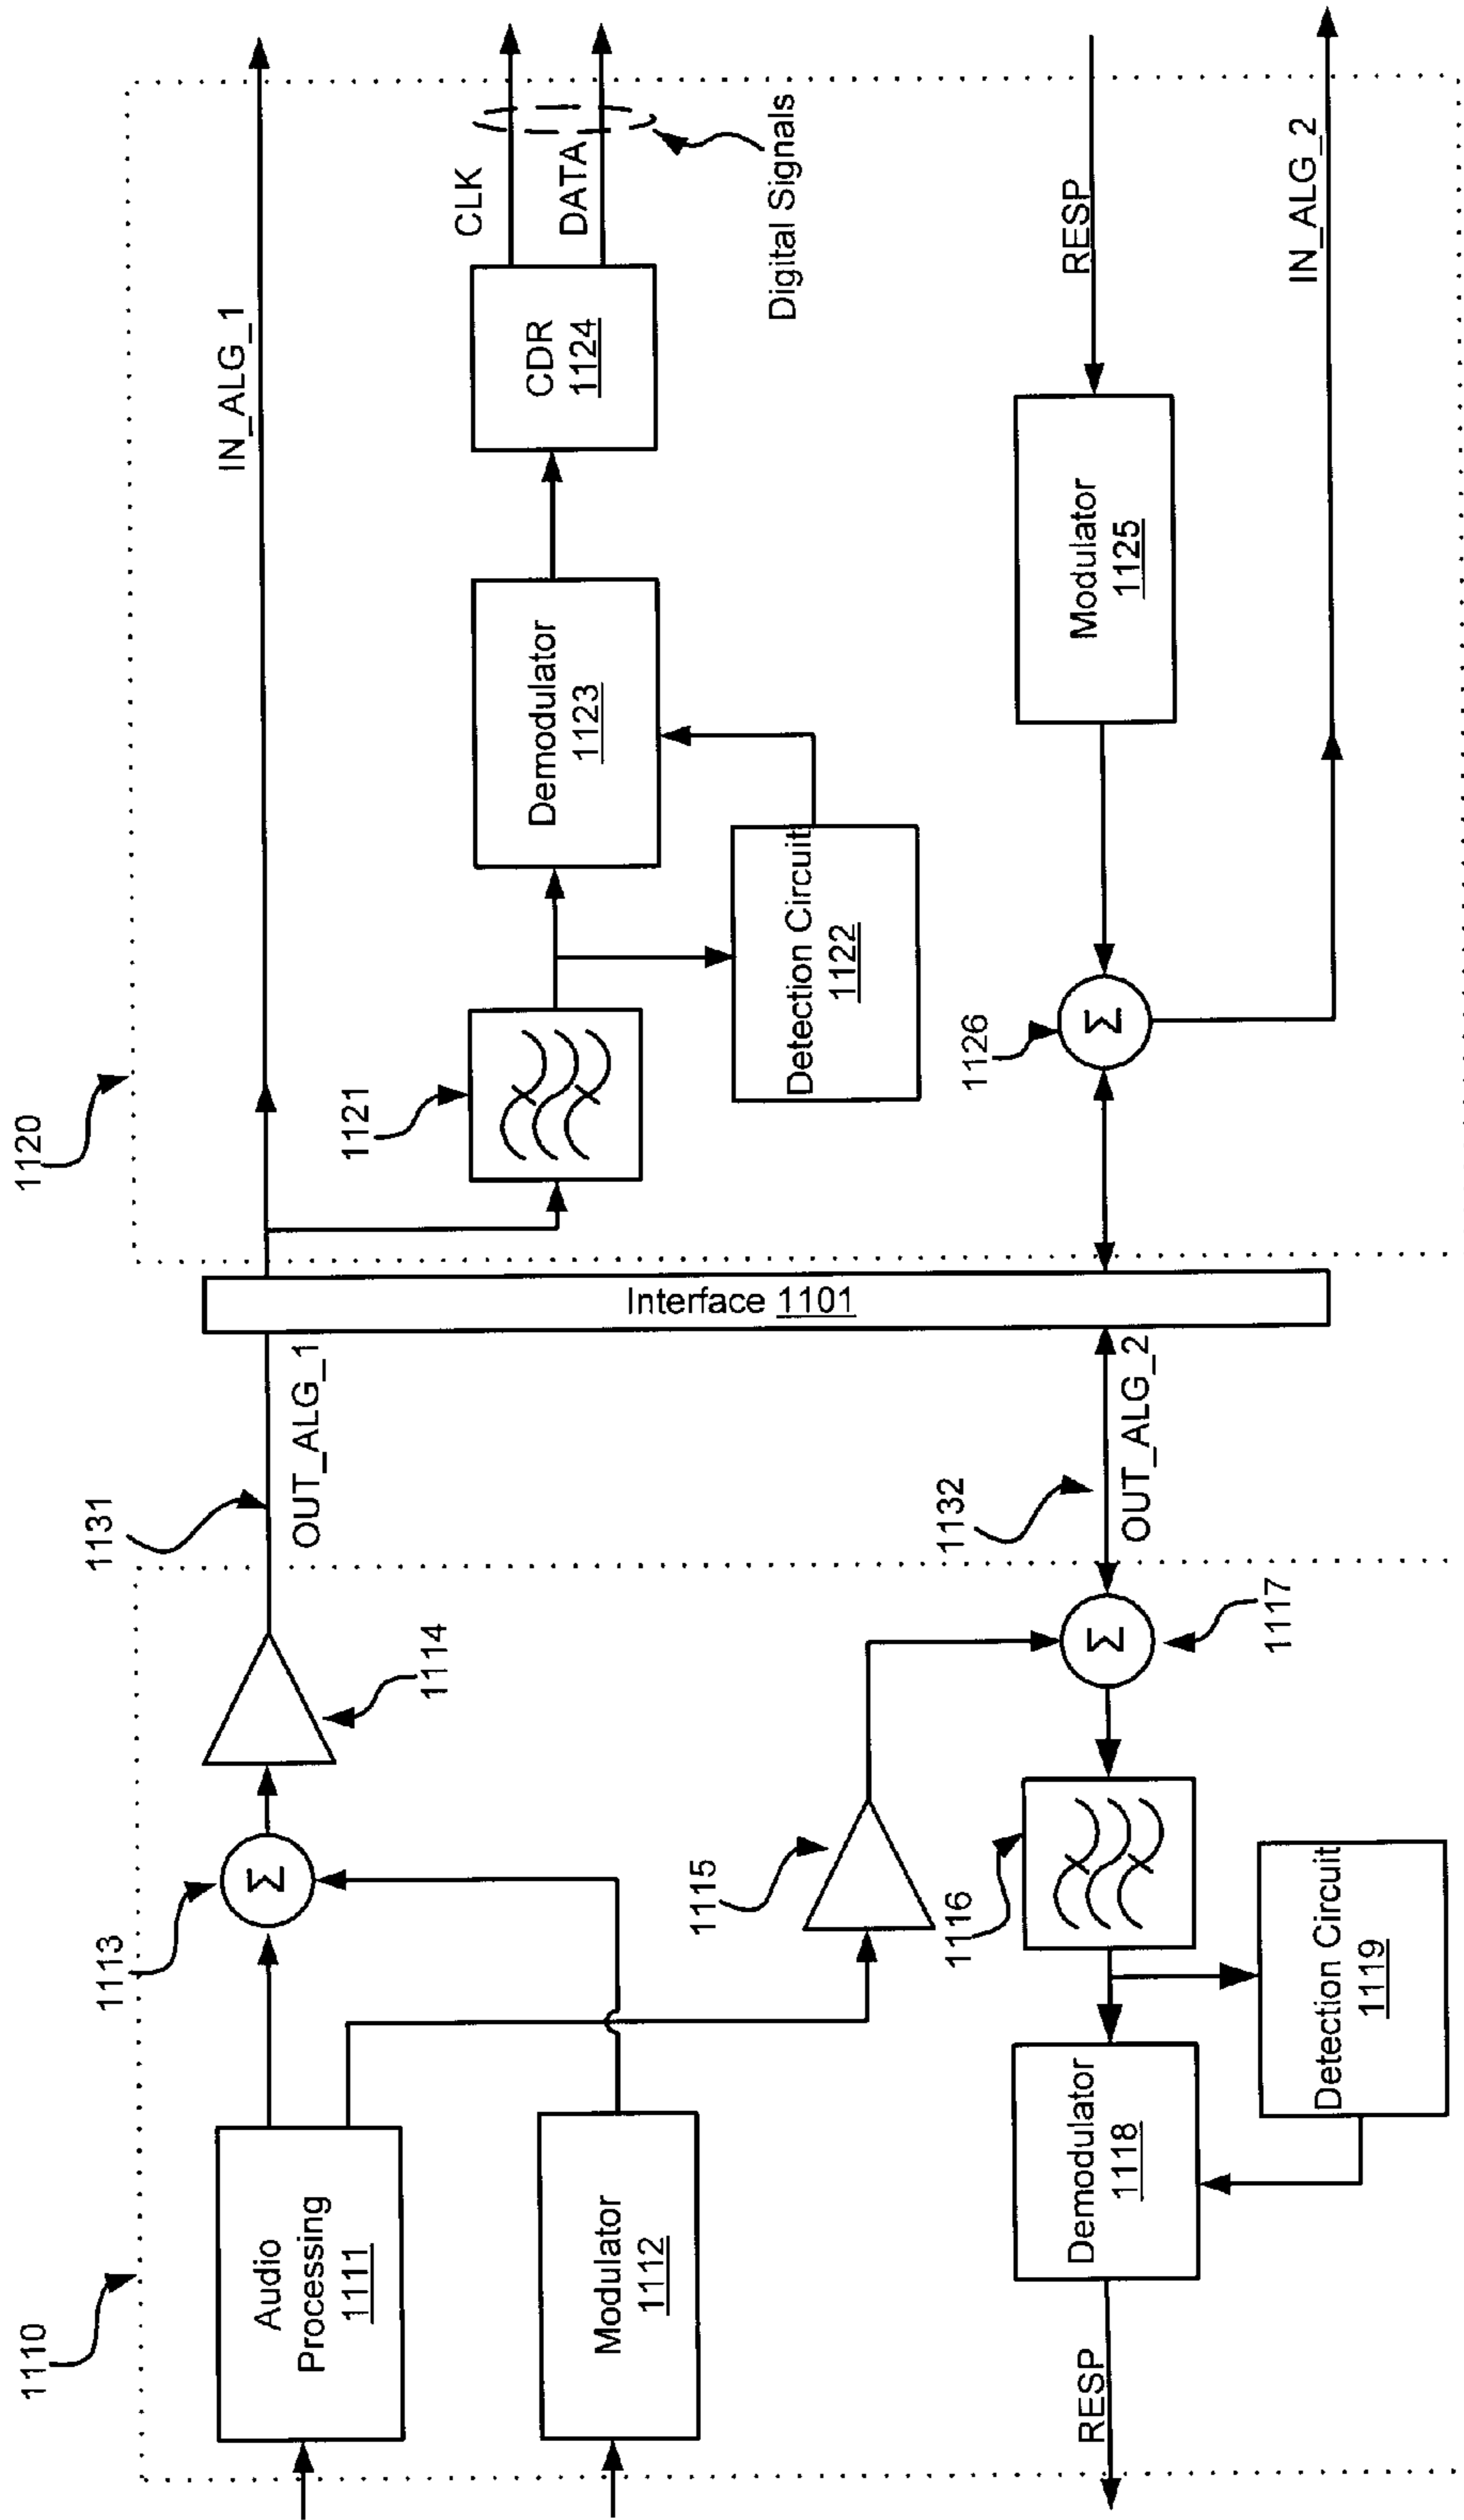 1110
Audio
Processing
1111
Modulator
1112
1113
1114
1115
1116
1117
Demodulator
1118
Detection Circuit
1119
RESP
1131
OUT_ALG_1
1132
OUT_ALG_2
Interface 1101
1120
IN_ALG_1
1121
Detection Circuit
1122
Demodulator
1123
CDR
1124
CLK
DATA
Digital Signals
1126
Modulator
1125
RESP
IN_ALG_2
Σ
Σ
Σ